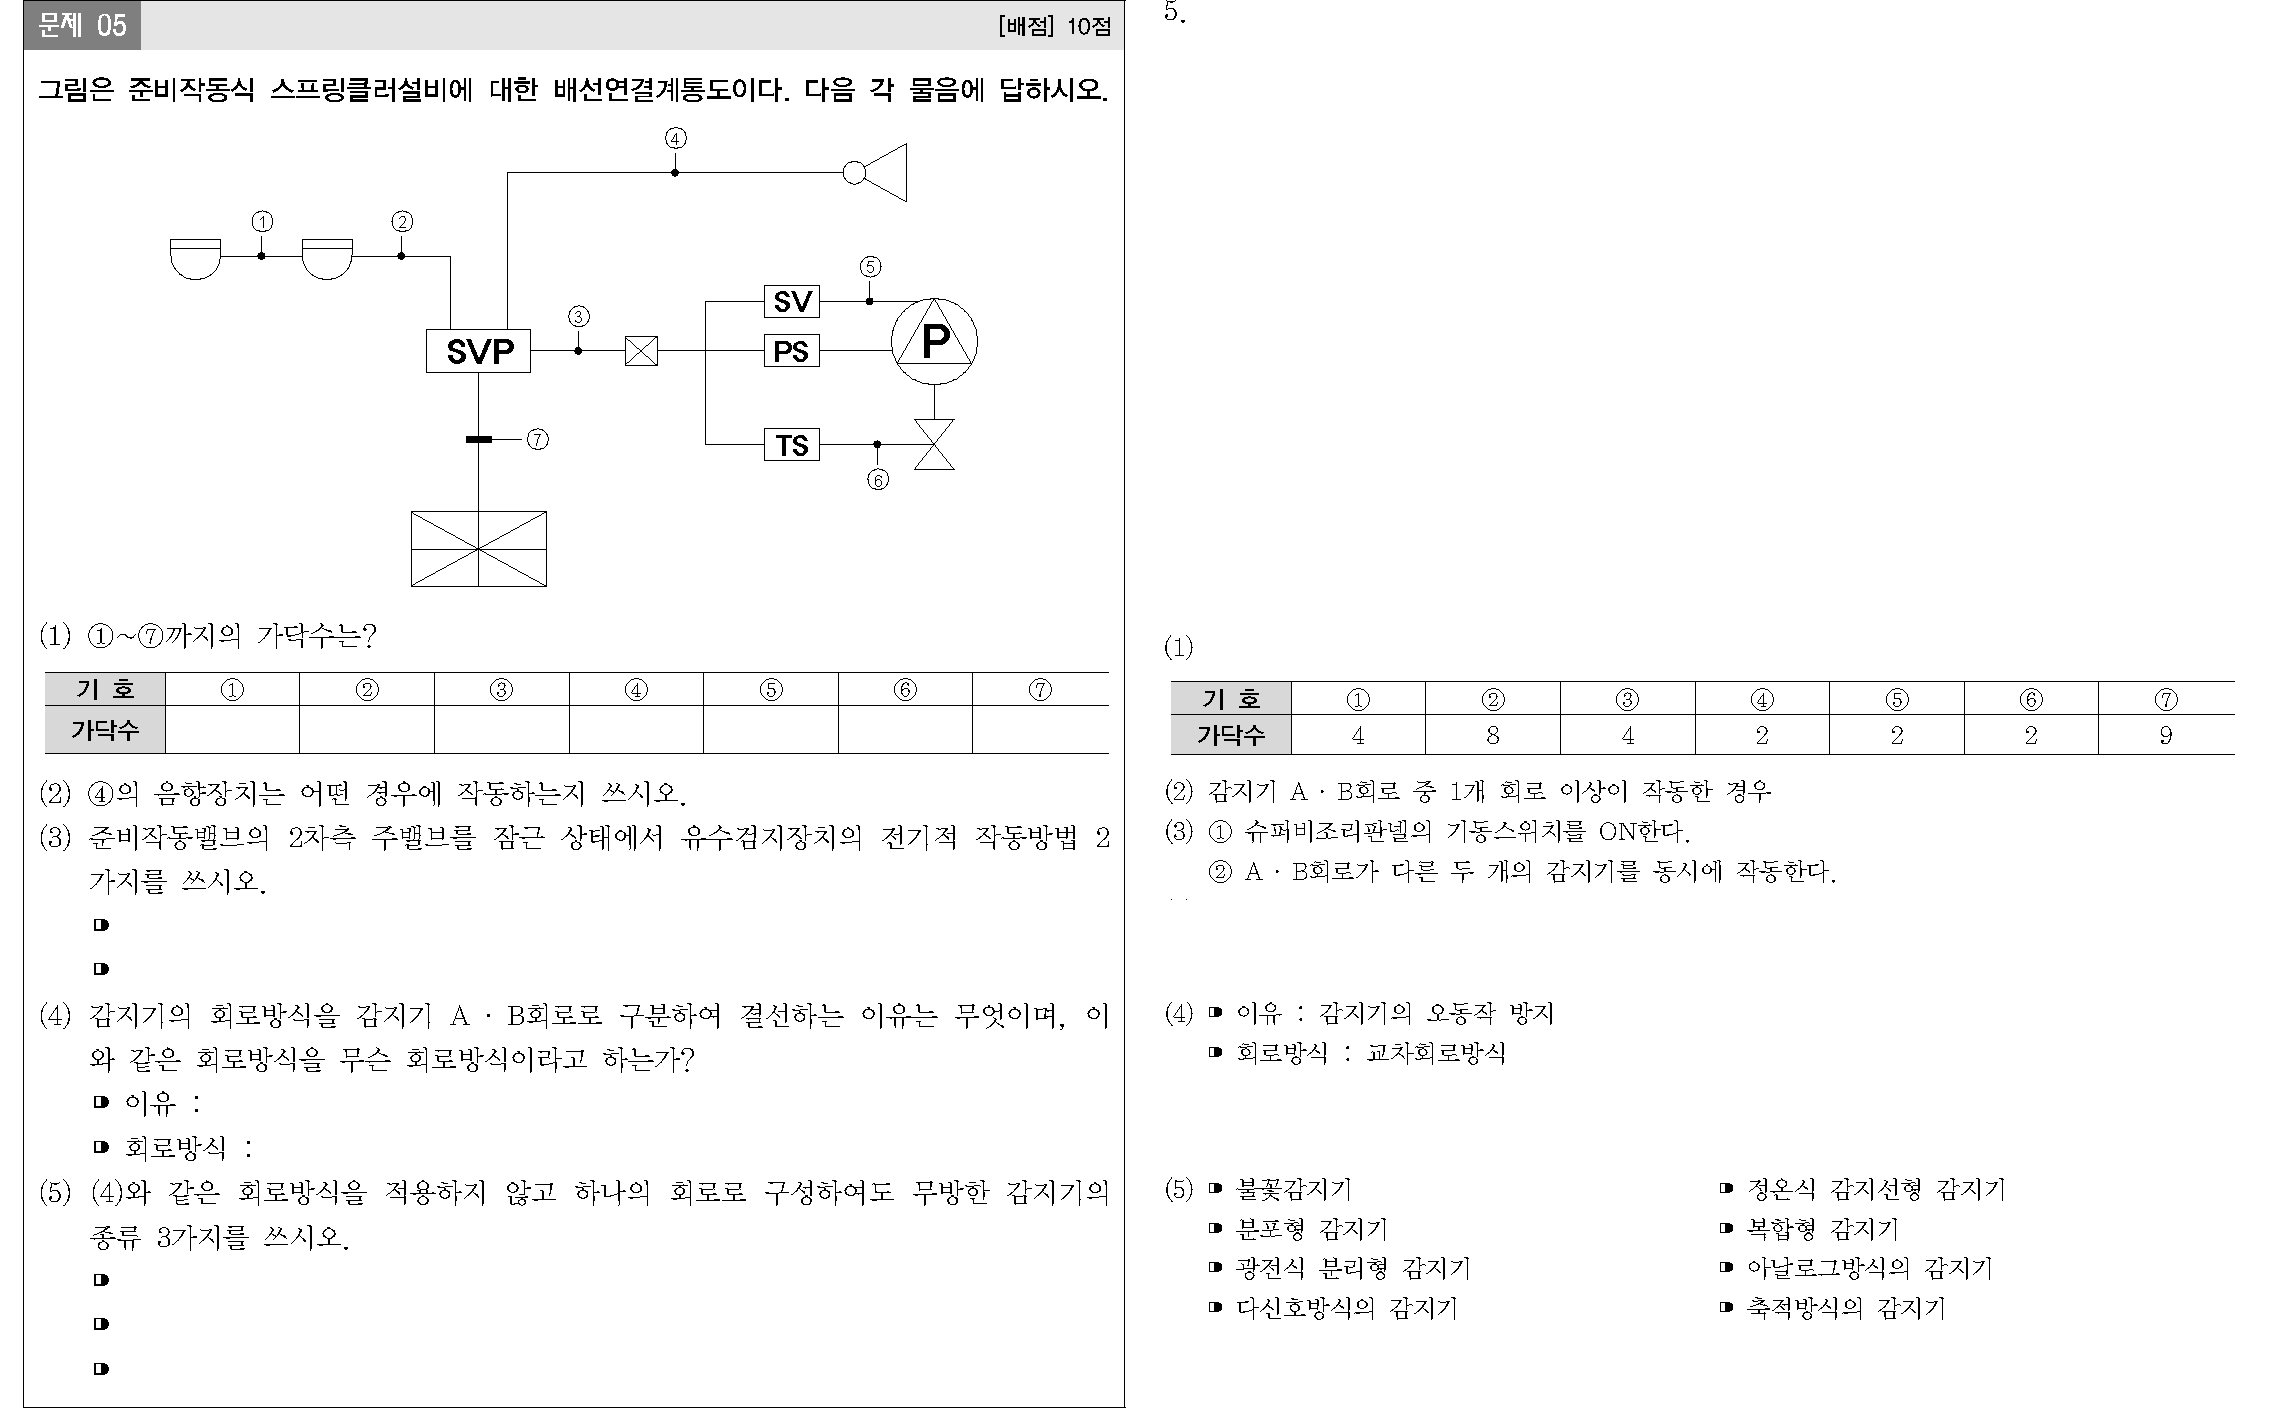 문제 05
[배점] 10점
그림은 준비작동식 스프링클러설비에 대한 배선연결계통도이다. 다음 각 물음에 답하시오.
④
① ②
⑤
SV
③
P
SVP
PS
⑦
TS
⑥
(1) ①~⑦까지의 가닥수는?
기 호 ① ② ③ ④ ⑤ ⑥ ⑦
가닥수
(2) ④의 음향장치는 어떤 경우에 작동하는지 쓰시오.
(3) 준비작동밸브의 2차측 주밸브를 잠근 상태에서 유수검지장치의 전기적 작동방법 2
가지를 쓰시오.
(4) 감지기의 회로방식을 감지기 A · B회로로 구분하여 결선하는 이유는 무엇이며, 이
와 같은 회로방식을 무슨 회로방식이라고 하는가?
이유 :
회로방식 :
(5) (4)와 같은 회로방식을 적용하지 않고 하나의 회로로 구성하여도 무방한 감지기의
종류 3가지를 쓰시오.
5.
(1)
기 호 ① ② ③ ④ ⑤ ⑥ ⑦
가닥수 4 8 4 2 2 2 9
(2) 감지기 A · B회로 중 1개 회로 이상이 작동한 경우
(3) ① 슈퍼비조리판넬의 기동스위치를 ON한다.
② A · B회로가 다른 두 개의 감지기를 동시에 작동한다.
(4) 이유 : 감지기의 오동작 방지
회로방식 : 교차회로방식
(5) 불꽃감지기 정온식 감지선형 감지기
분포형 감지기 복합형 감지기
광전식 분리형 감지기 아날로그방식의 감지기
다신호방식의 감지기 축적방식의 감지기